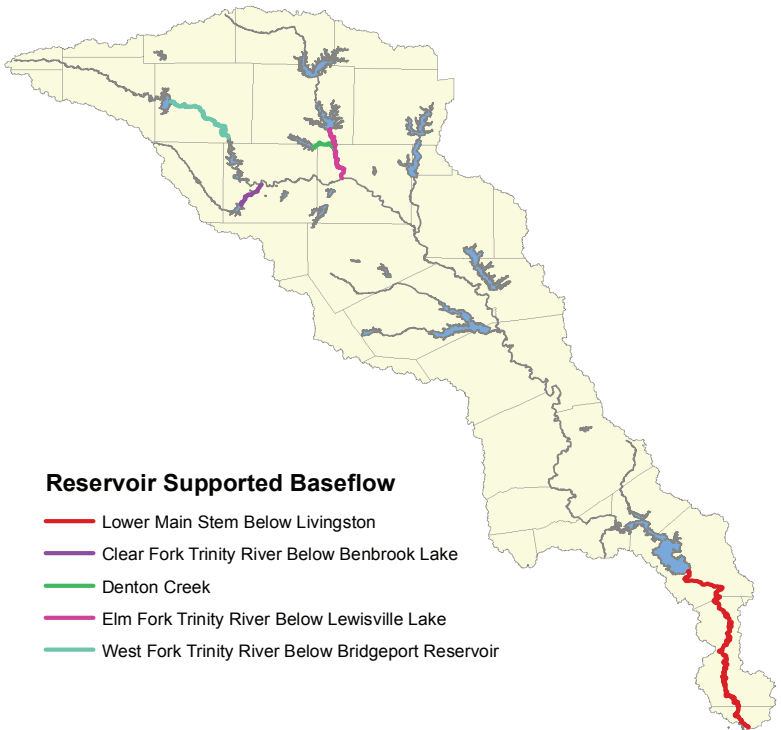 Reservoir Supported Baseflow
Lower Main Stem Below Livingston
Clear Fork Trinity River Below Benbrook Lake
Denton Creek
Elm Fork Trinity River Below Lewisville Lake
West Fork Trinity River Below Bridgeport Reservoir